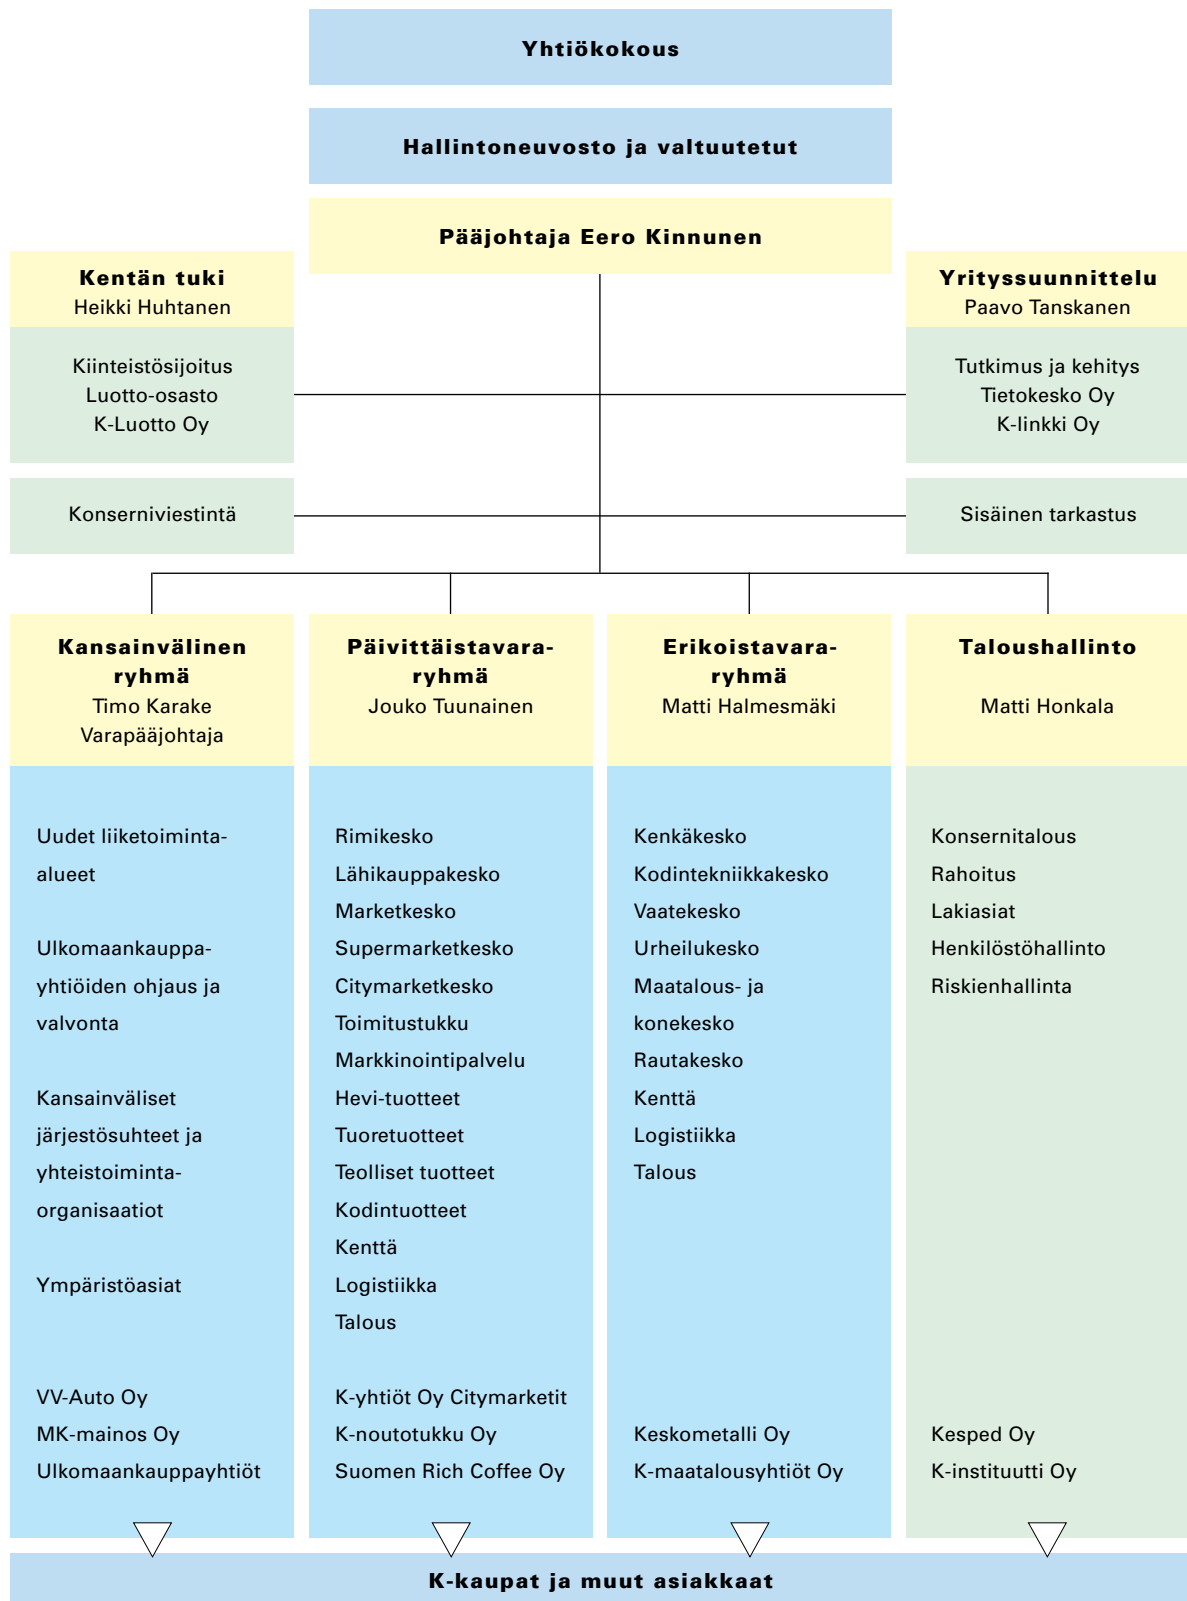 Yhtiökokous
Hallintoneuvosto ja valtuutetut
Pääjohtaja Eero Kinnunen
Kentän tuki
Heikki Huhtanen
Kiinteistösijoitus
Luotto-osasto
K-Luotto Oy
Konserniviestintä
Yrityssuunnittelu
Paavo Tanskanen
Tutkimus ja kehitys
Tietokesko Oy
K-linkki Oy
Sisäinen tarkastus
Kansainvälinen
ryhmä
Timo Karake
Varapääjohtaja
Uudet liiketoiminta-
alueet
Ulkomaankauppa-
yhtiöiden ohjaus ja
valvonta
Kansainväliset
järjestösuhteet ja
yhteistoiminta-
organisaatiot
Ympäristöasiat
VV-Auto Oy
MK-mainos Oy
Ulkomaankauppayhtiöt
Päivittäistavara-
ryhmä
Jouko Tuunainen
Rimikesko
Lähikauppakesko
Marketkesko
Supermarketkesko
Citymarketkesko
Toimitustukku
Markkinointipalvelu
Hevi-tuotteet
Tuoretuotteet
Teolliset tuotteet
Kodintuotteet
Kenttä
Logistiikka
Talous
K-yhtiöt Oy Citymarketit
K-noutotukku Oy
Suomen Rich Coffee Oy
Erikoistavara-
ryhmä
Matti Halmesmäki
Kenkäkesko
Kodintekniikkakesko
Vaatekesko
Urheilukesko
Maatalous- ja
konekesko
Rautakesko
Kenttä
Logistiikka
Talous
Keskometalli Oy
K-maatalousyhtiöt Oy
Taloushallinto
Matti Honkala
Konsernitalous
Rahoitus
Lakiasiat
Henkilöstöhallinto
Riskienhallinta
Kesped Oy
K-instituutti Oy
K-kaupat ja muut asiakkaat